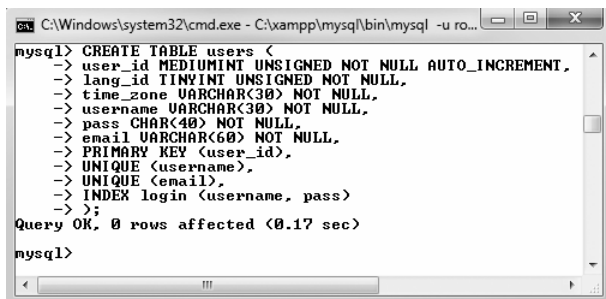 C:\Windows\system32\cmd.exe - C:\xampp\mysql\bin\mysql -u ro...
mysql> CREATE TABLE users (
    -> user_id MEDIUMINT UNSIGNED NOT NULL AUTO_INCREMENT,
    -> lang_id TINYINT UNSIGNED NOT NULL,
    -> time_zone VARCHAR(30) NOT NULL,
    -> username VARCHAR(30) NOT NULL,
    -> pass CHAR(40) NOT NULL,
    -> email VARCHAR(60) NOT NULL,
    -> PRIMARY KEY (user_id),
    -> UNIQUE (username),
    -> UNIQUE (email),
    -> INDEX login (username, pass)
    -> );
Query OK, 0 rows affected (0.17 sec)
mysql>